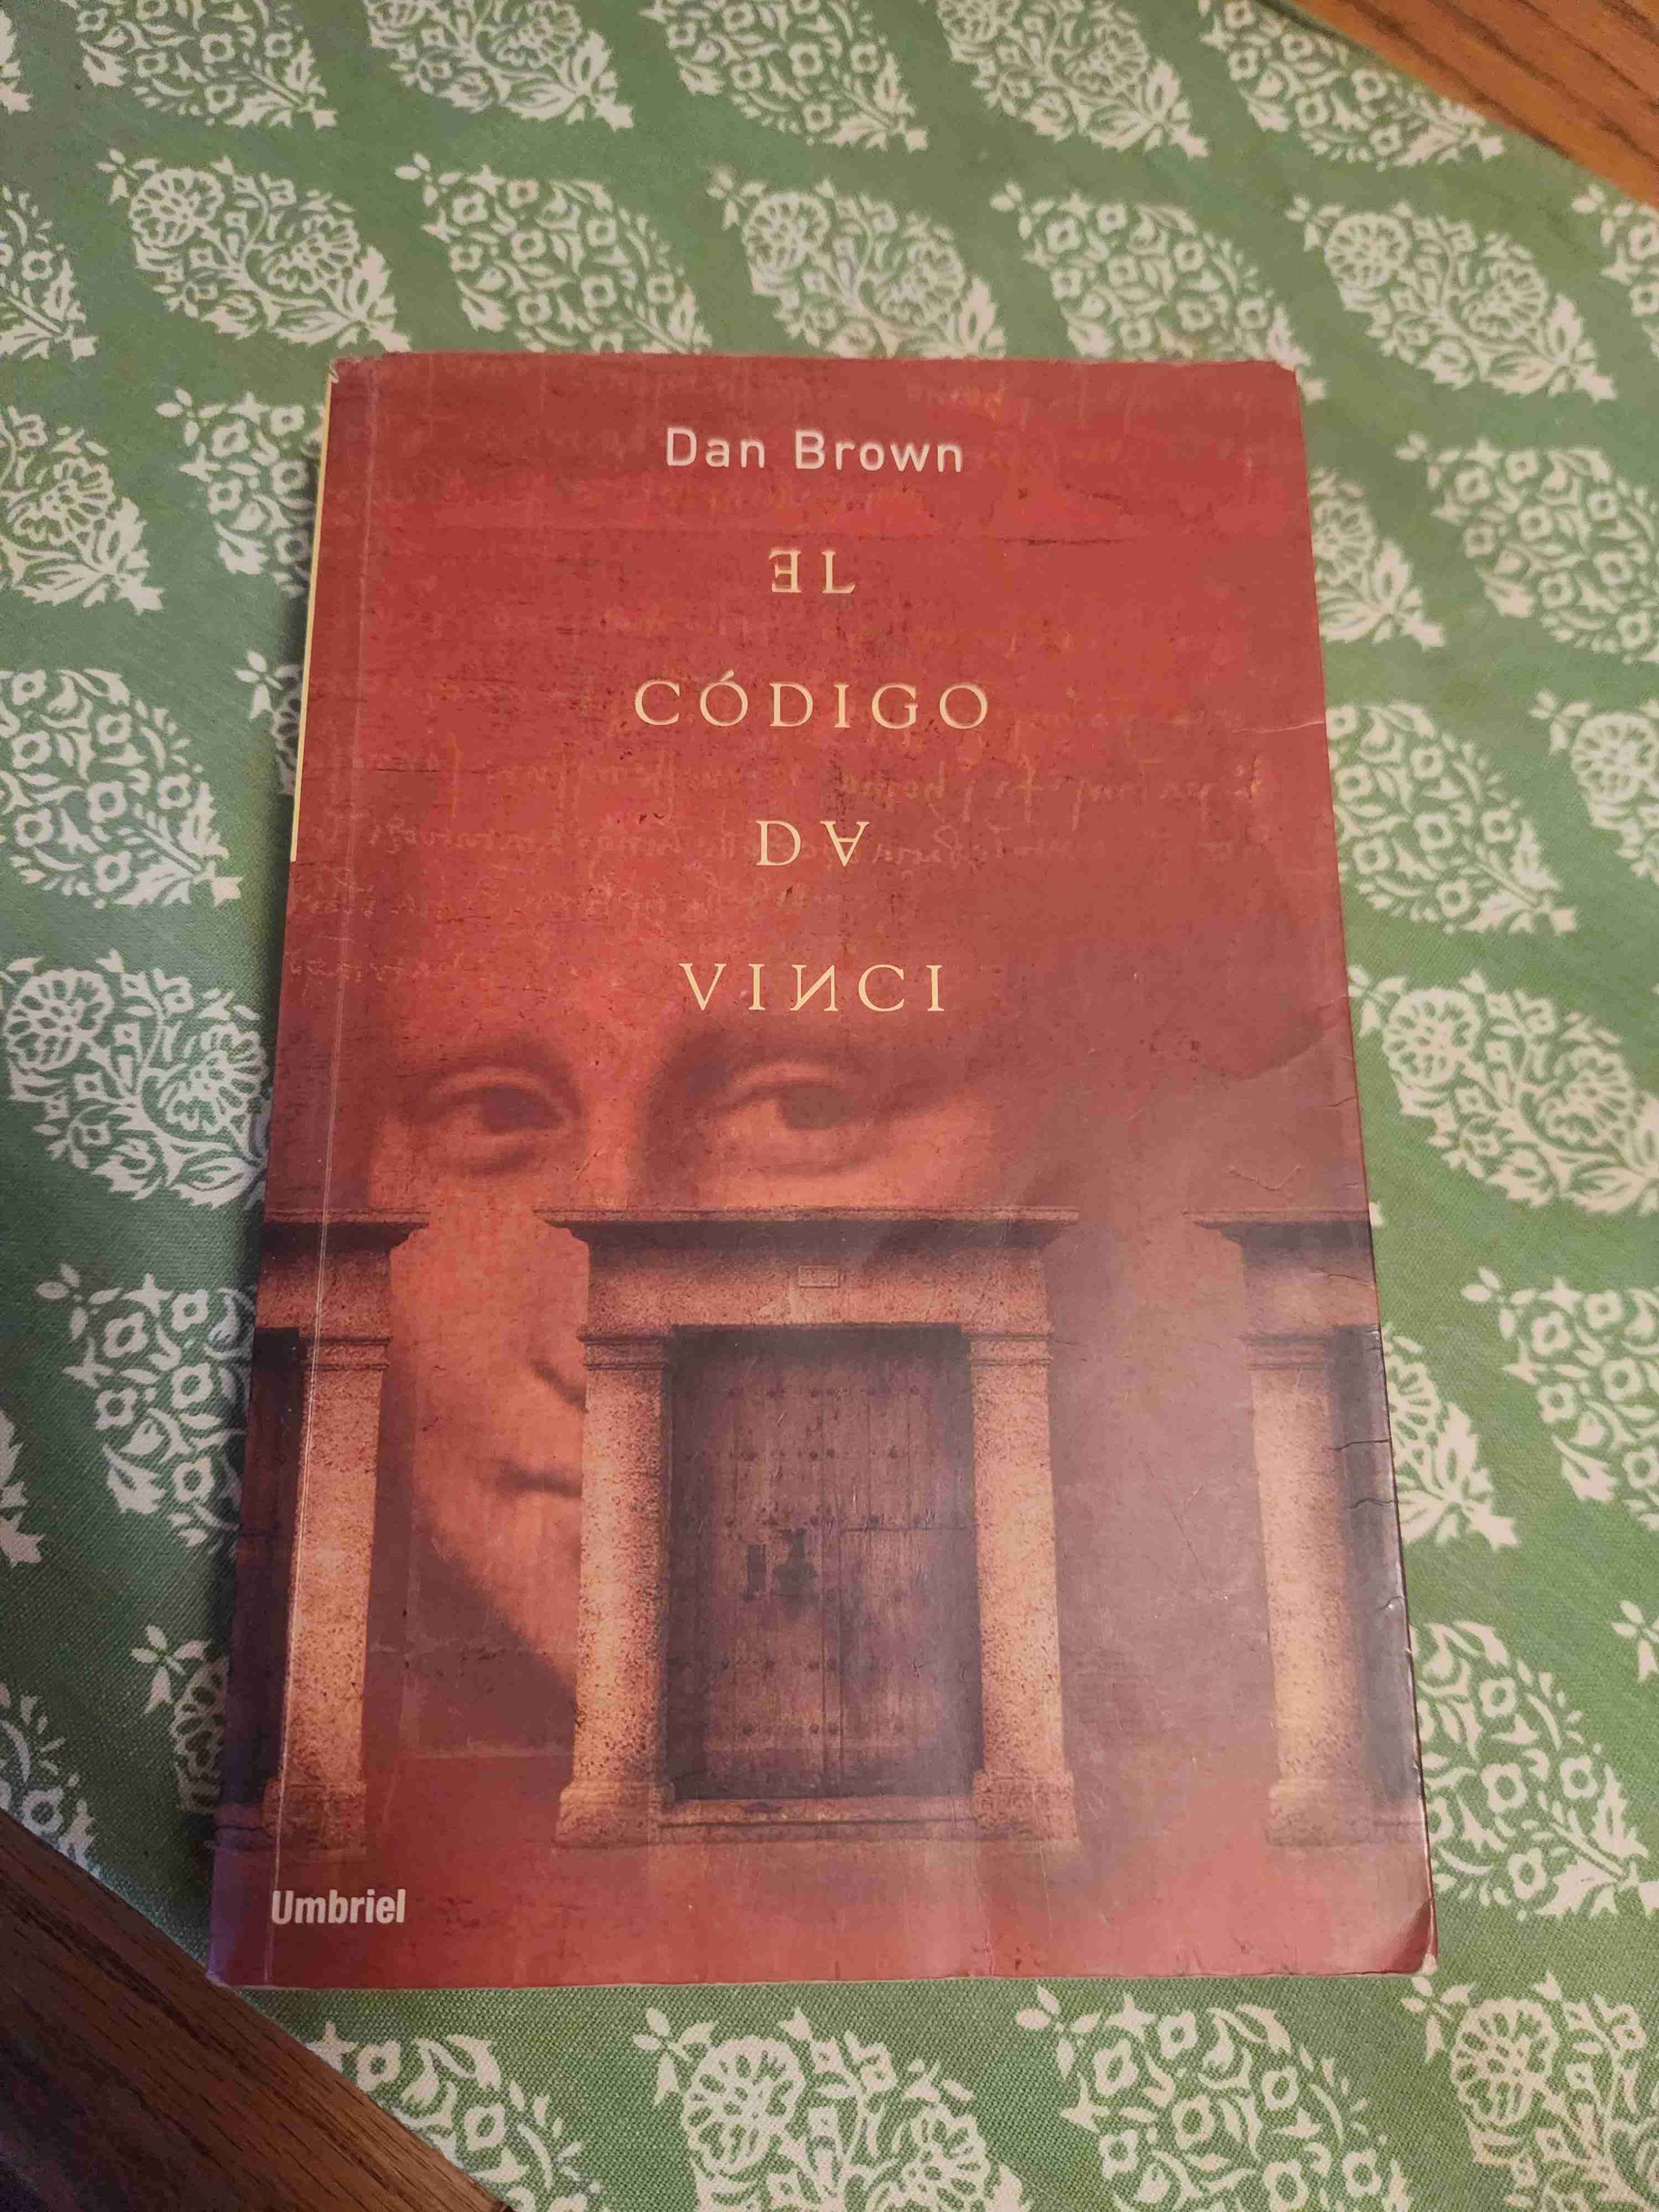 Dan Brown
EL
CÓDIGO
DA
VINCI
Umbriel